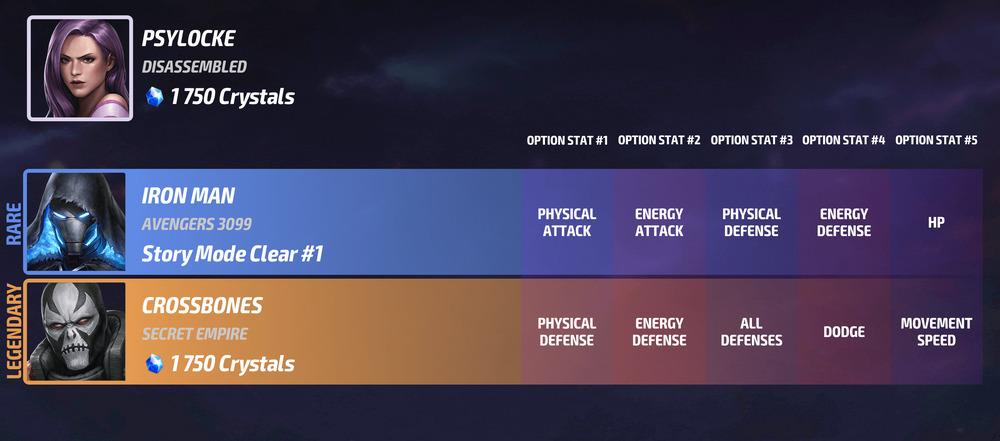 PSYLOCKE
DISASSEMBLED
1 750 Crystals
OPTION STAT #1 OPTION STAT #2 OPTION STAT #3 OPTION STAT #4 OPTION STAT #5
RARE
IRON MAN
AVENGERS 3099
Story Mode Clear #1
PHYSICAL ATTACK
ENERGY ATTACK
PHYSICAL DEFENSE
ENERGY DEFENSE
HP
LEGENDARY
CROSSBONES
SECRET EMPIRE
1 750 Crystals
PHYSICAL DEFENSE
ENERGY DEFENSE
ALL DEFENSES
DODGE
MOVEMENT SPEED